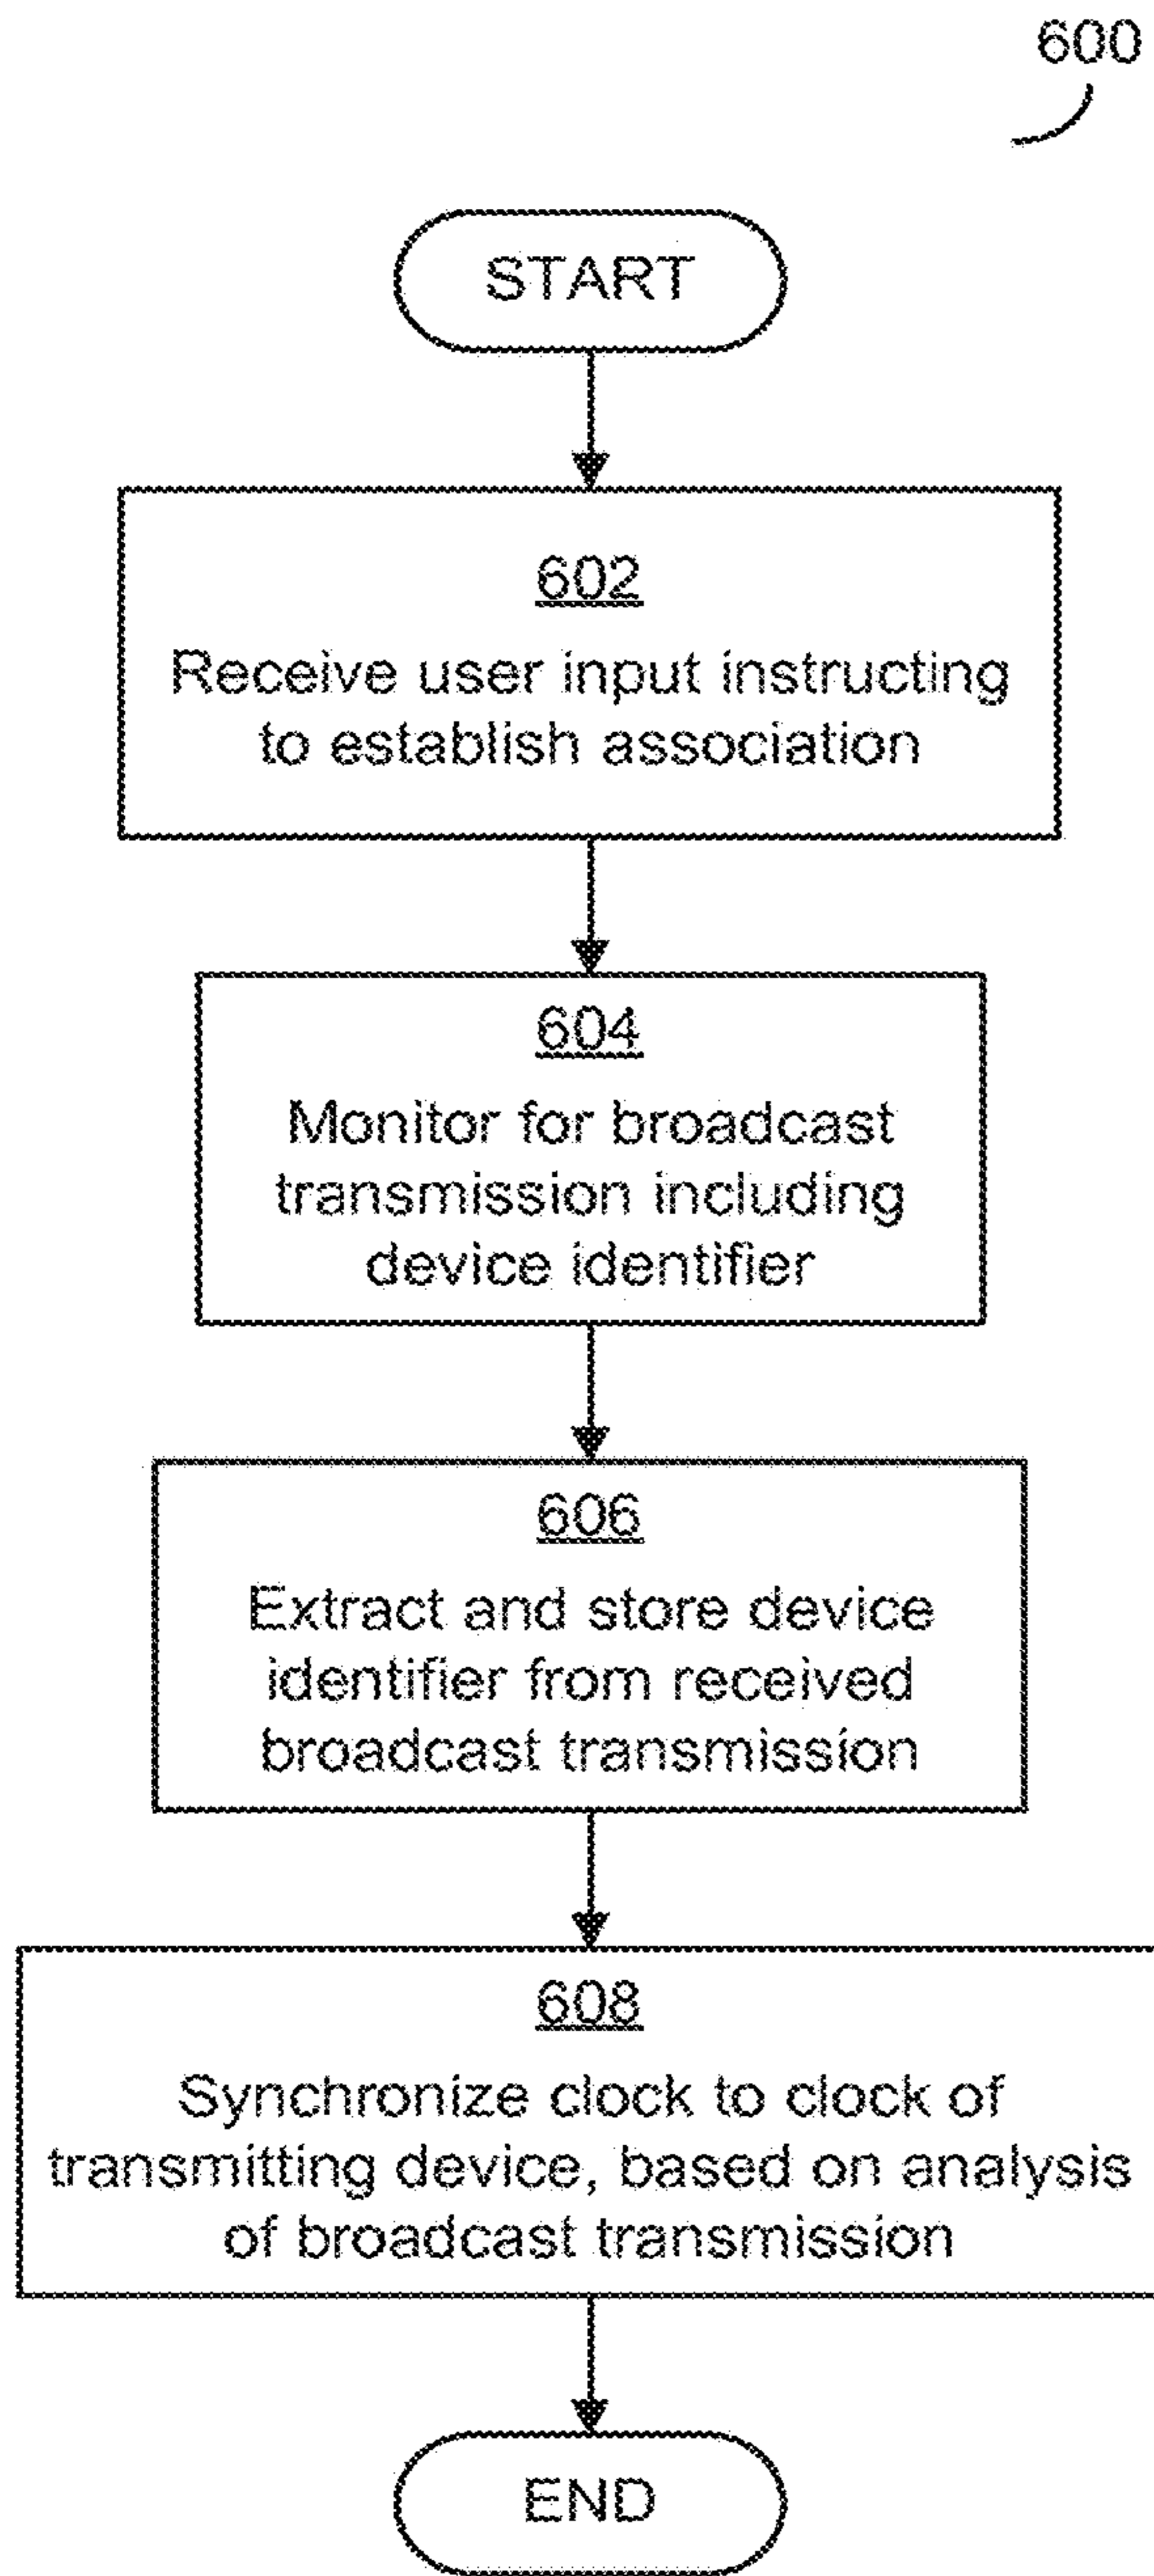 600
START
602
Receive user input instructing
to establish association
604
Monitor for broadcast
transmission including
device identifier
606
Extract and store device
identifier from received
broadcast transmission
608
Synchronize clock to clock of
transmitting device, based on analysis
of broadcast transmission
END